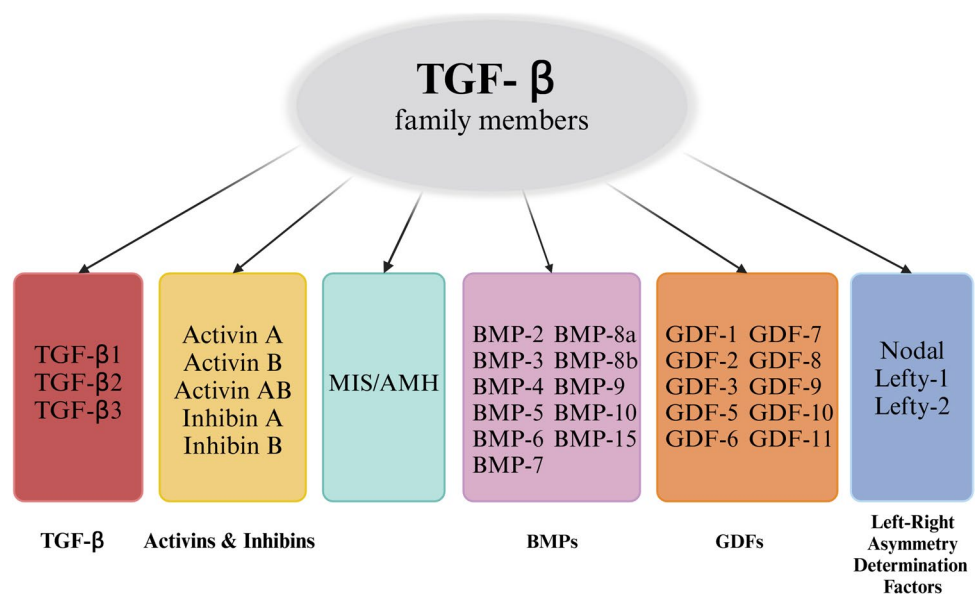 TGF- β
family members
TGF-β1
TGF-β2
TGF-β3
Activin A
Activin B
Activin AB
Inhibin A
Inhibin B
MIS/AMH
BMP-2 BMP-8a
BMP-3 BMP-8b
BMP-4 BMP-9
BMP-5 BMP-10
BMP-6 BMP-15
BMP-7
GDF-1 GDF-7
GDF-2 GDF-8
GDF-3 GDF-9
GDF-5 GDF-10
GDF-6 GDF-11
Nodal
Lefty-1
Lefty-2
TGF-β
Activins & Inhibins
BMPs
GDFs
Left-Right
Asymmetry
Determination
Factors